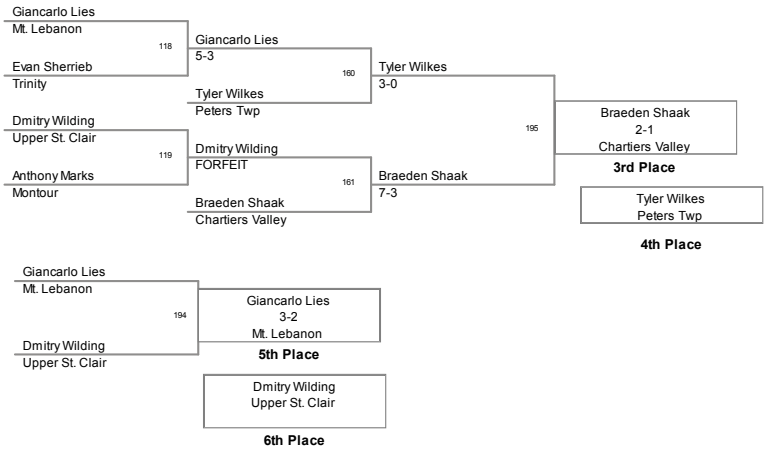 Giancarlo Lies
Mt. Lebanon
118
Evan Sherrieb
Trinity
Giancarlo Lies
5-3
160
Tyler Wilkes
Peters Twp
Dmitry Wilding
Upper St. Clair
119
Anthony Marks
Montour
Dmitry Wilding
FORFEIT
161
Braeden Shaak
Chartiers Valley
Tyler Wilkes
3-0
195
Braeden Shaak
7-3
Braeden Shaak
2-1
Chartiers Valley
3rd Place
Tyler Wilkes
Peters Twp
4th Place
Giancarlo Lies
Mt. Lebanon
194
Dmitry Wilding
Upper St. Clair
Giancarlo Lies
3-2
Mt. Lebanon
5th Place
Dmitry Wilding
Upper St. Clair
6th Place